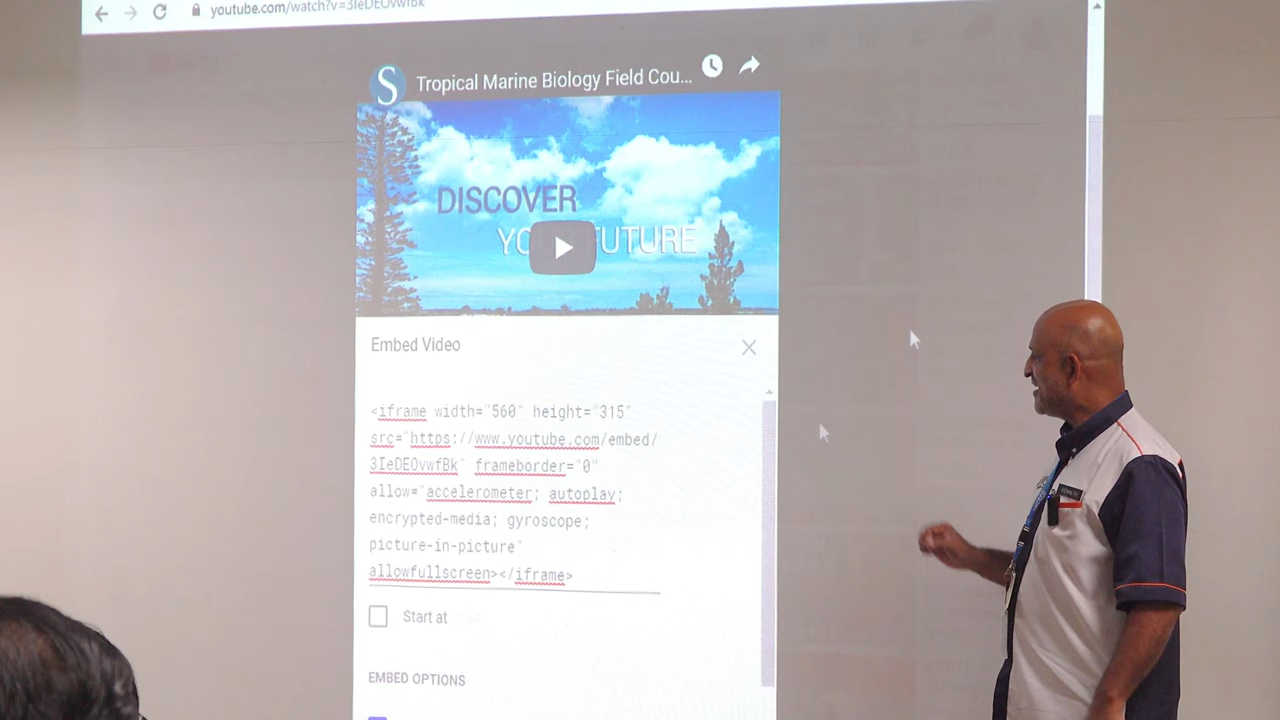 youtube.com/watch?v=3IeDEOvwfBk
S
Tropical Marine Biology Field Cou...
DISCOVER
YOUR FUTURE
Embed Video
<iframe width="560" height="315"
src="https://www.youtube.com/embed/
3IeDEOvwfBk" frameborder="0"
allow="accelerometer; autoplay;
encrypted-media; gyroscope;
picture-in-picture"
allowfullscreen></iframe>
Start at
EMBED OPTIONS